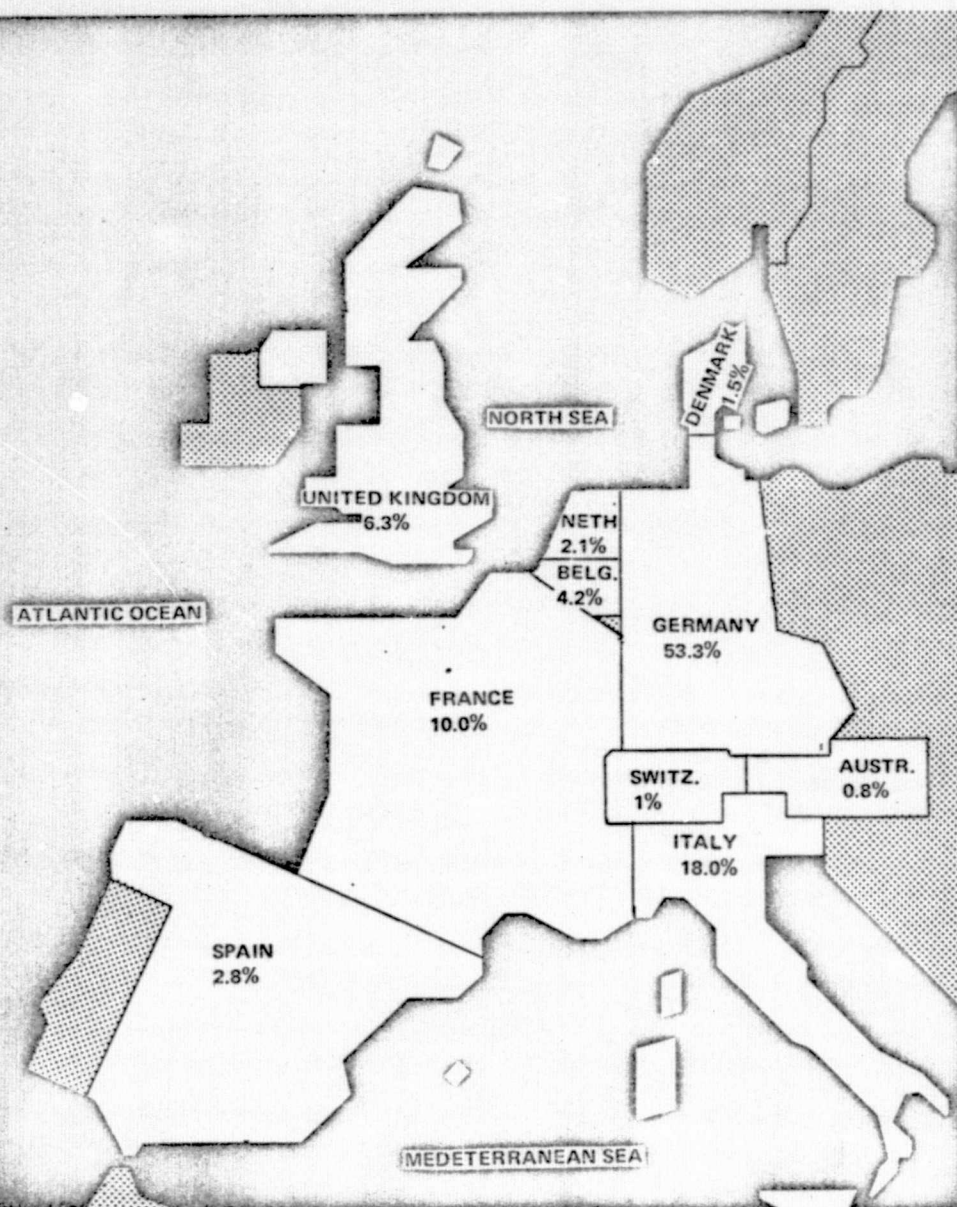 DENMARK
1.5%
NORTH SEA
UNITED KINGDOM
6.3%
NETH
2.1%
BELG.
4.2%
ATLANTIC OCEAN
GERMANY
53.3%
FRANCE
10.0%
SWITZ.
1%
AUSTR.
0.8%
ITALY
18.0%
SPAIN
2.8%
MEDETERRANEAN SEA